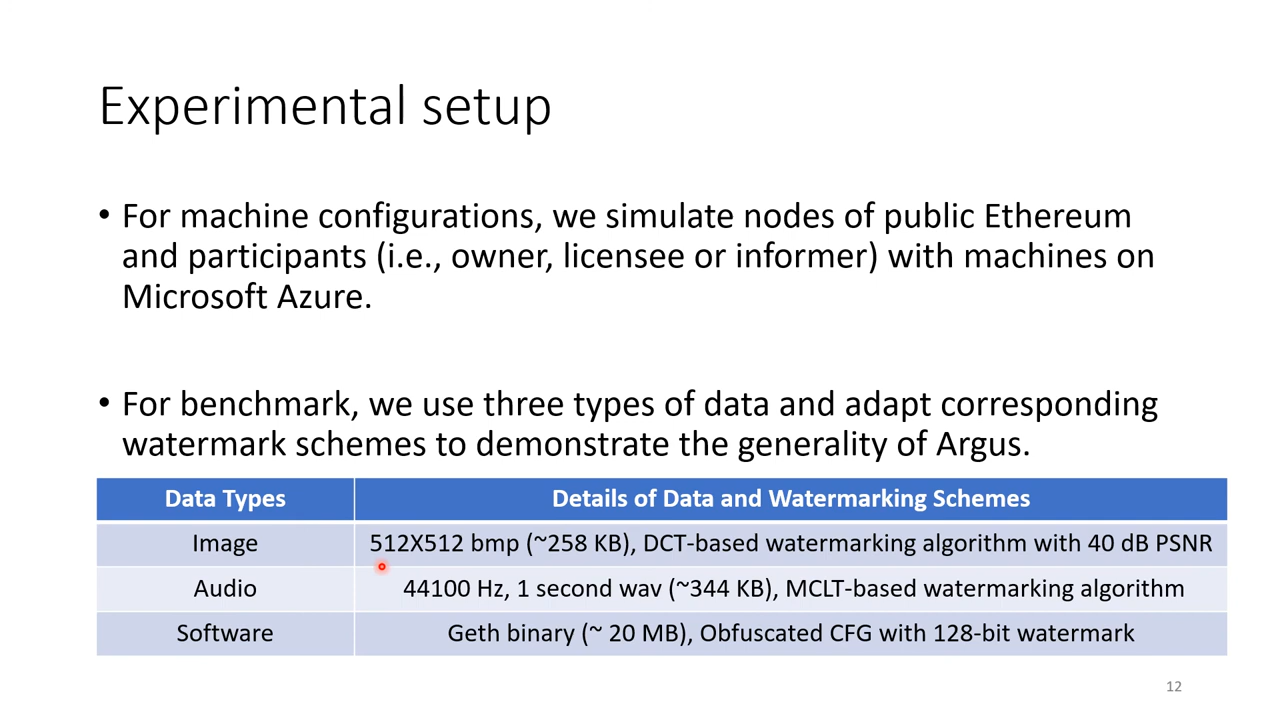 Experimental setup
• For machine configurations, we simulate nodes of public Ethereum
and participants (i.e., owner, licensee or informer) with machines on
Microsoft Azure.
• For benchmark, we use three types of data and adapt corresponding
watermark schemes to demonstrate the generality of Argus.
Data Types Details of Data and Watermarking Schemes
Image 512X512 bmp (~258 KB), DCT-based watermarking algorithm with 40 dB PSNR
Audio 44100 Hz, 1 second wav (~344 KB), MCLT-based watermarking algorithm
Software Geth binary (~ 20 MB), Obfuscated CFG with 128-bit watermark
12